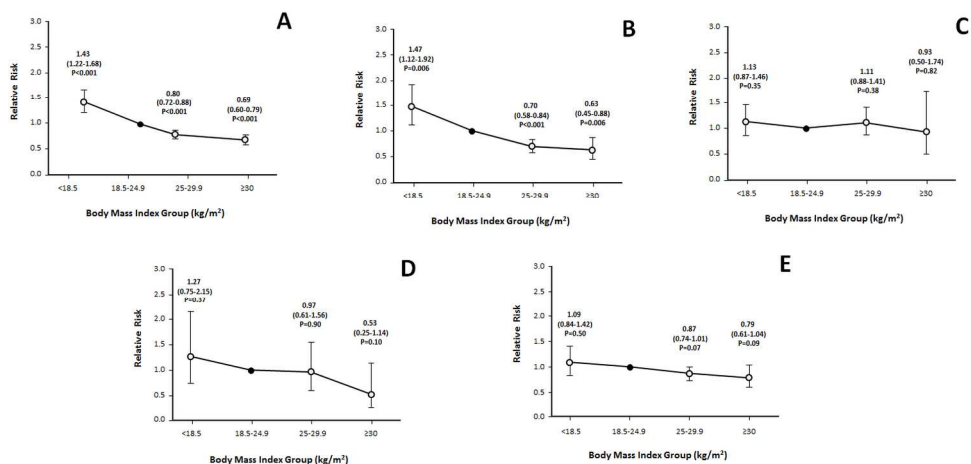 A
Relative Risk
3.0
2.5
2.0
1.5
1.0
0.5
0.0
1.43
(1.22-1.68)
P<0.001
0.80
(0.72-0.88)
P<0.001
0.69
(0.60-0.79)
P<0.001
<18.5
18.5-24.9
25-29.9
≥30
Body Mass Index Group (kg/m²)
B
Relative Risk
3.0
2.5
2.0
1.5
1.0
0.5
0.0
1.47
(1.12-1.92)
P=0.006
0.70
(0.58-0.84)
P<0.001
0.63
(0.45-0.88)
P=0.006
<18.5
18.5-24.9
25-29.9
≥30
Body Mass Index Group (kg/m²)
C
Relative Risk
3.0
2.5
2.0
1.5
1.0
0.5
0.0
1.13
(0.87-1.46)
P=0.35
1.11
(0.88-1.41)
P=0.38
0.93
(0.50-1.74)
P=0.82
<18.5
18.5-24.9
25-29.9
≥30
Body Mass Index Group (kg/m²)
D
Relative Risk
3.0
2.5
2.0
1.5
1.0
0.5
0.0
1.27
(0.75-2.15)
P=0.37
0.97
(0.61-1.56)
P=0.90
0.53
(0.25-1.14)
P=0.10
<18.5
18.5-24.9
25-29.9
≥30
Body Mass Index Group (kg/m²)
E
Relative Risk
3.0
2.5
2.0
1.5
1.0
0.5
0.0
1.09
(0.84-1.42)
P=0.50
0.87
(0.74-1.01)
P=0.07
0.79
(0.61-1.04)
P=0.09
<18.5
18.5-24.9
25-29.9
≥30
Body Mass Index Group (kg/m²)